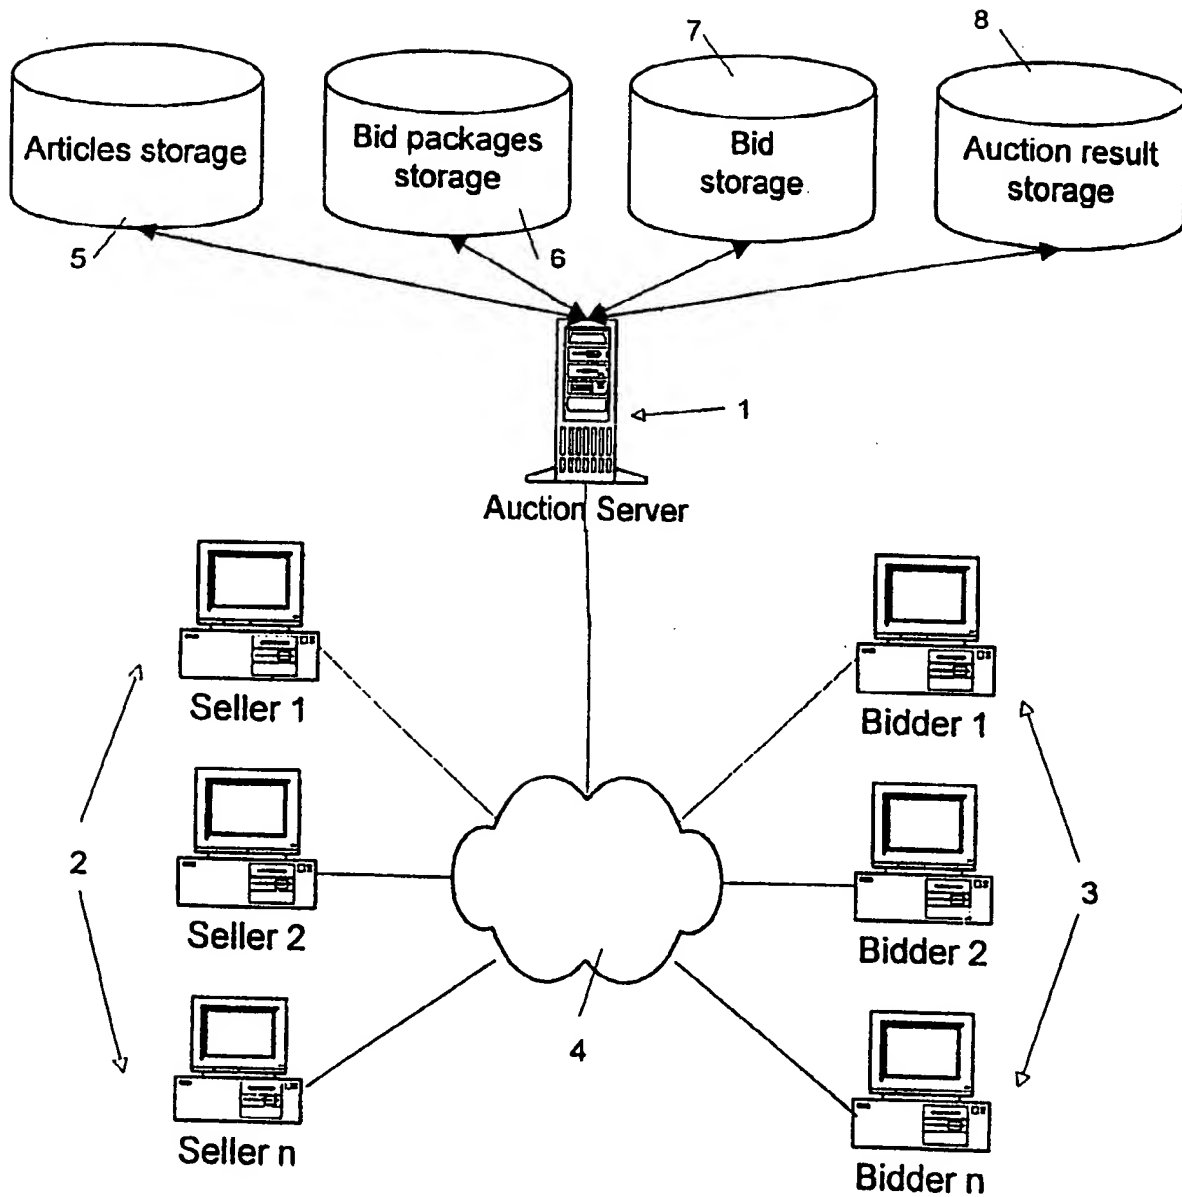 7
8
Articles storage
Bid packages
storage
Bid
storage
Auction result
storage
5
6
1
Auction Server
Seller 1
Bidder 1
2
Seller 2
3
Bidder 2
4
Seller n
Bidder n